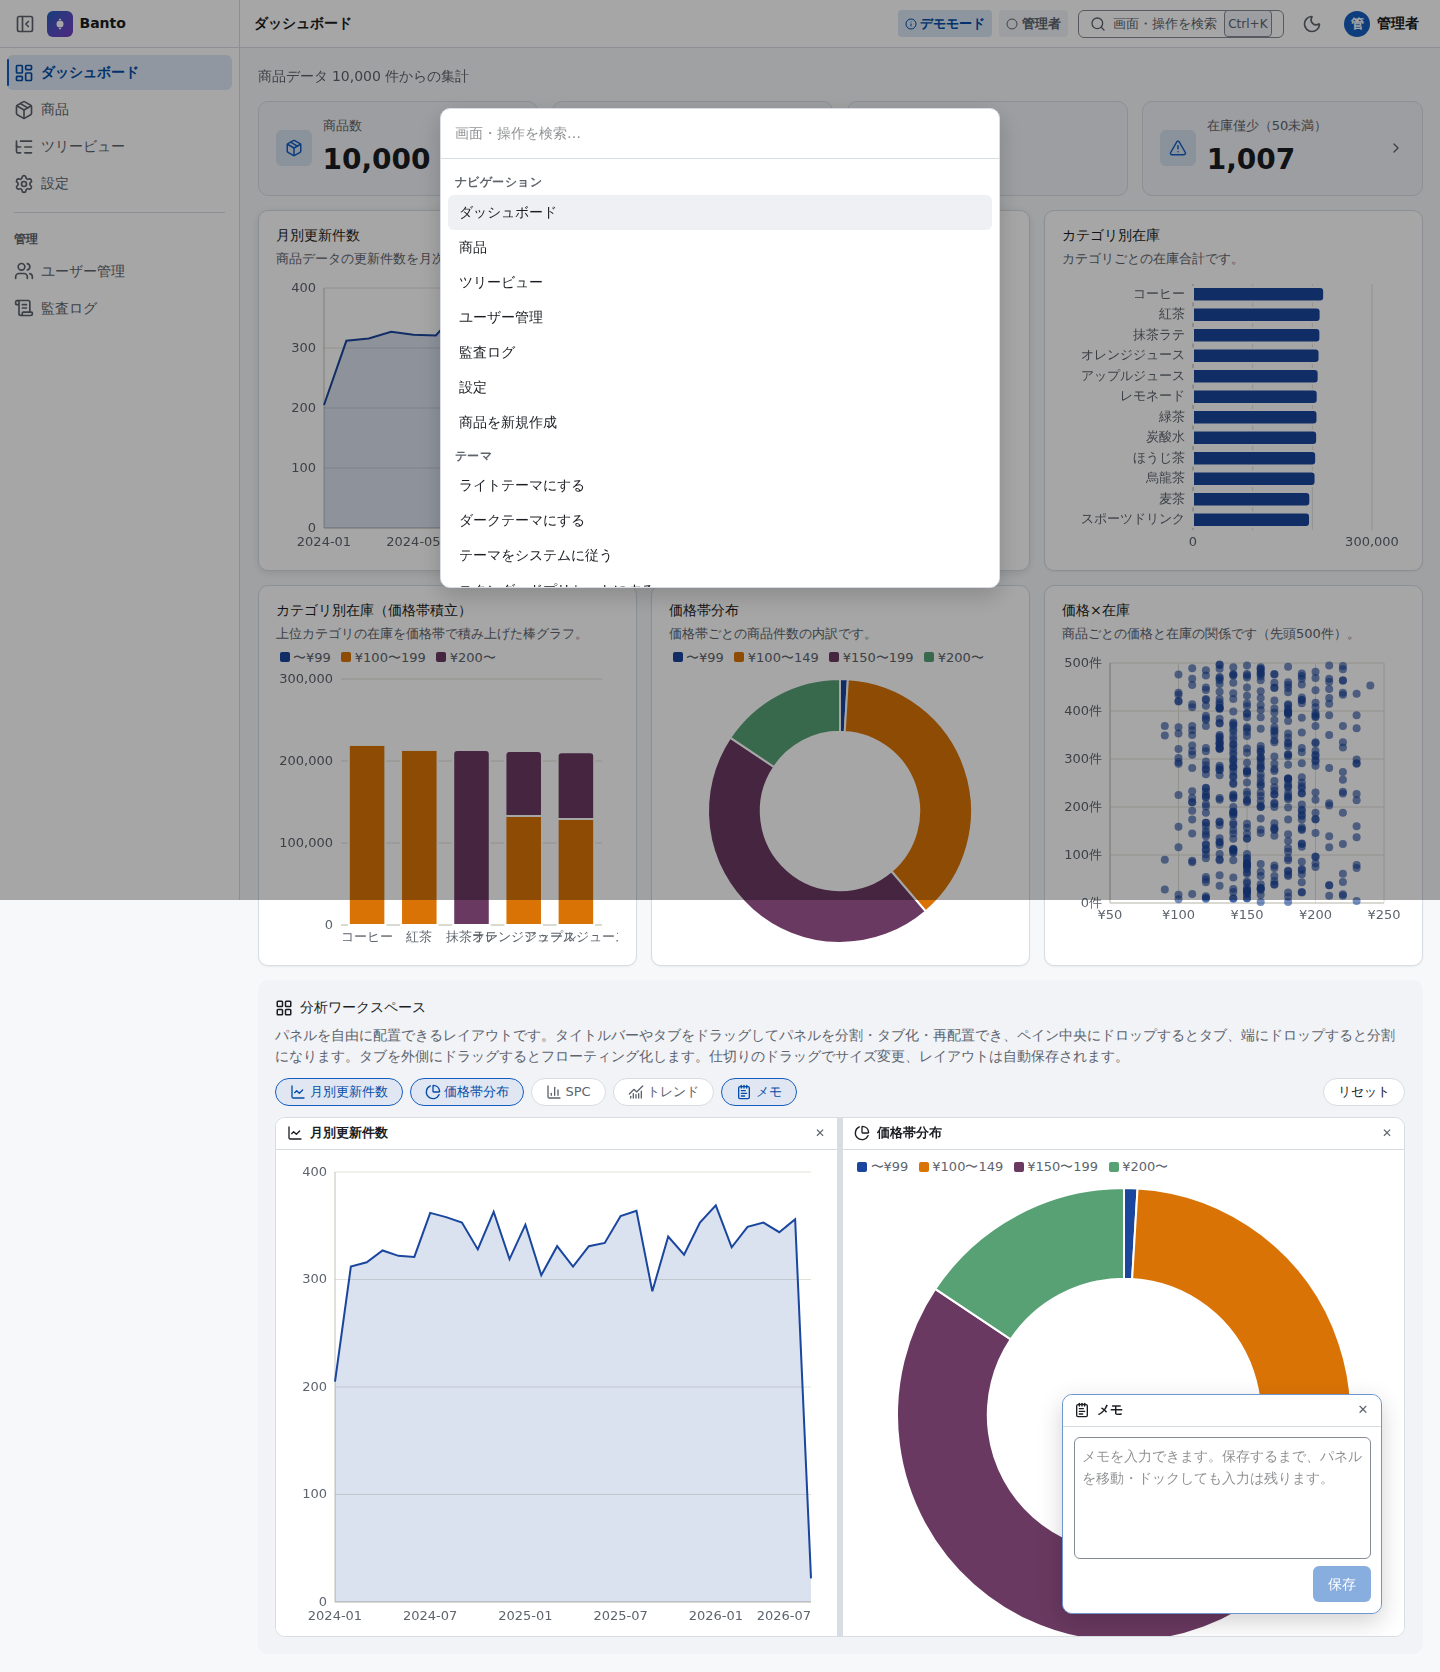 Banto
ダッシュボード
デモモード
管理者
画面・操作を検索
Ctrl+K
管
管理者
ダッシュボード
商品
ツリービュー
設定
管理
ユーザー管理
監査ログ
商品データ 10,000 件からの集計
商品数
10,000
在庫僅少（50未満）
1,007
画面・操作を検索…
ナビゲーション
ダッシュボード
商品
ツリービュー
ユーザー管理
監査ログ
設定
商品を新規作成
テーマ
ライトテーマにする
ダークテーマにする
テーマをシステムに従う
月別更新件数
商品データの更新件数を月次
400
300
200
100
0
2024-01
2024-05
カテゴリ別在庫
カテゴリごとの在庫合計です。
コーヒー
紅茶
抹茶ラテ
オレンジジュース
アップルジュース
レモネード
緑茶
炭酸水
ほうじ茶
烏龍茶
麦茶
スポーツドリンク
0
300,000
カテゴリ別在庫（価格帯積立）
上位カテゴリの在庫を価格帯で積み上げた棒グラフ。
〜¥99
¥100〜199
¥200〜
300,000
200,000
100,000
0
コーヒー
紅茶
価格帯分布
価格帯ごとの商品件数の内訳です。
〜¥99
¥100〜149
¥150〜199
¥200〜
価格×在庫
商品ごとの価格と在庫の関係です（先頭500件）。
500件
400件
300件
200件
100件
0件
¥50
¥100
¥150
¥200
¥250
分析ワークスペース
パネルを自由に配置できるレイアウトです。タイトルバーやタブをドラッグしてパネルを分割・タブ化・再配置でき、ペイン中央にドロップするとタブ、端にドロップすると分割
になります。タブを外側にドラッグするとフローティング化します。仕切りのドラッグでサイズ変更、レイアウトは自動保存されます。
月別更新件数
価格帯分布
SPC
トレンド
メモ
リセット
月別更新件数
×
400
300
200
100
0
2024-01
2024-07
2025-01
2025-07
2026-01
2026-07
価格帯分布
×
〜¥99
¥100〜149
¥150〜199
¥200〜
メモ
×
メモを入力できます。保存するまで、パネル
を移動・ドックしても入力は残ります。
保存